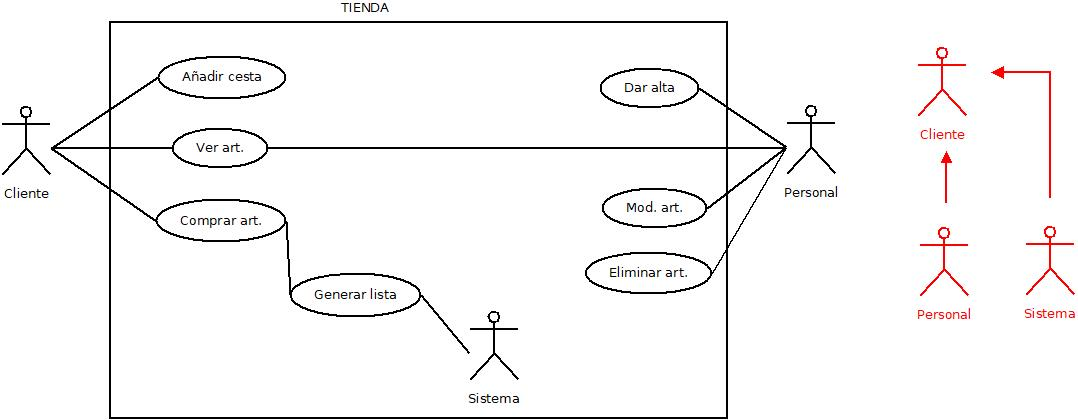 TIENDA
Añadir cesta
Dar alta
Cliente
Ver art.
Personal
Comprar art.
Mod. art.
Eliminar art.
Generar lista
Sistema
Cliente
Personal
Sistema